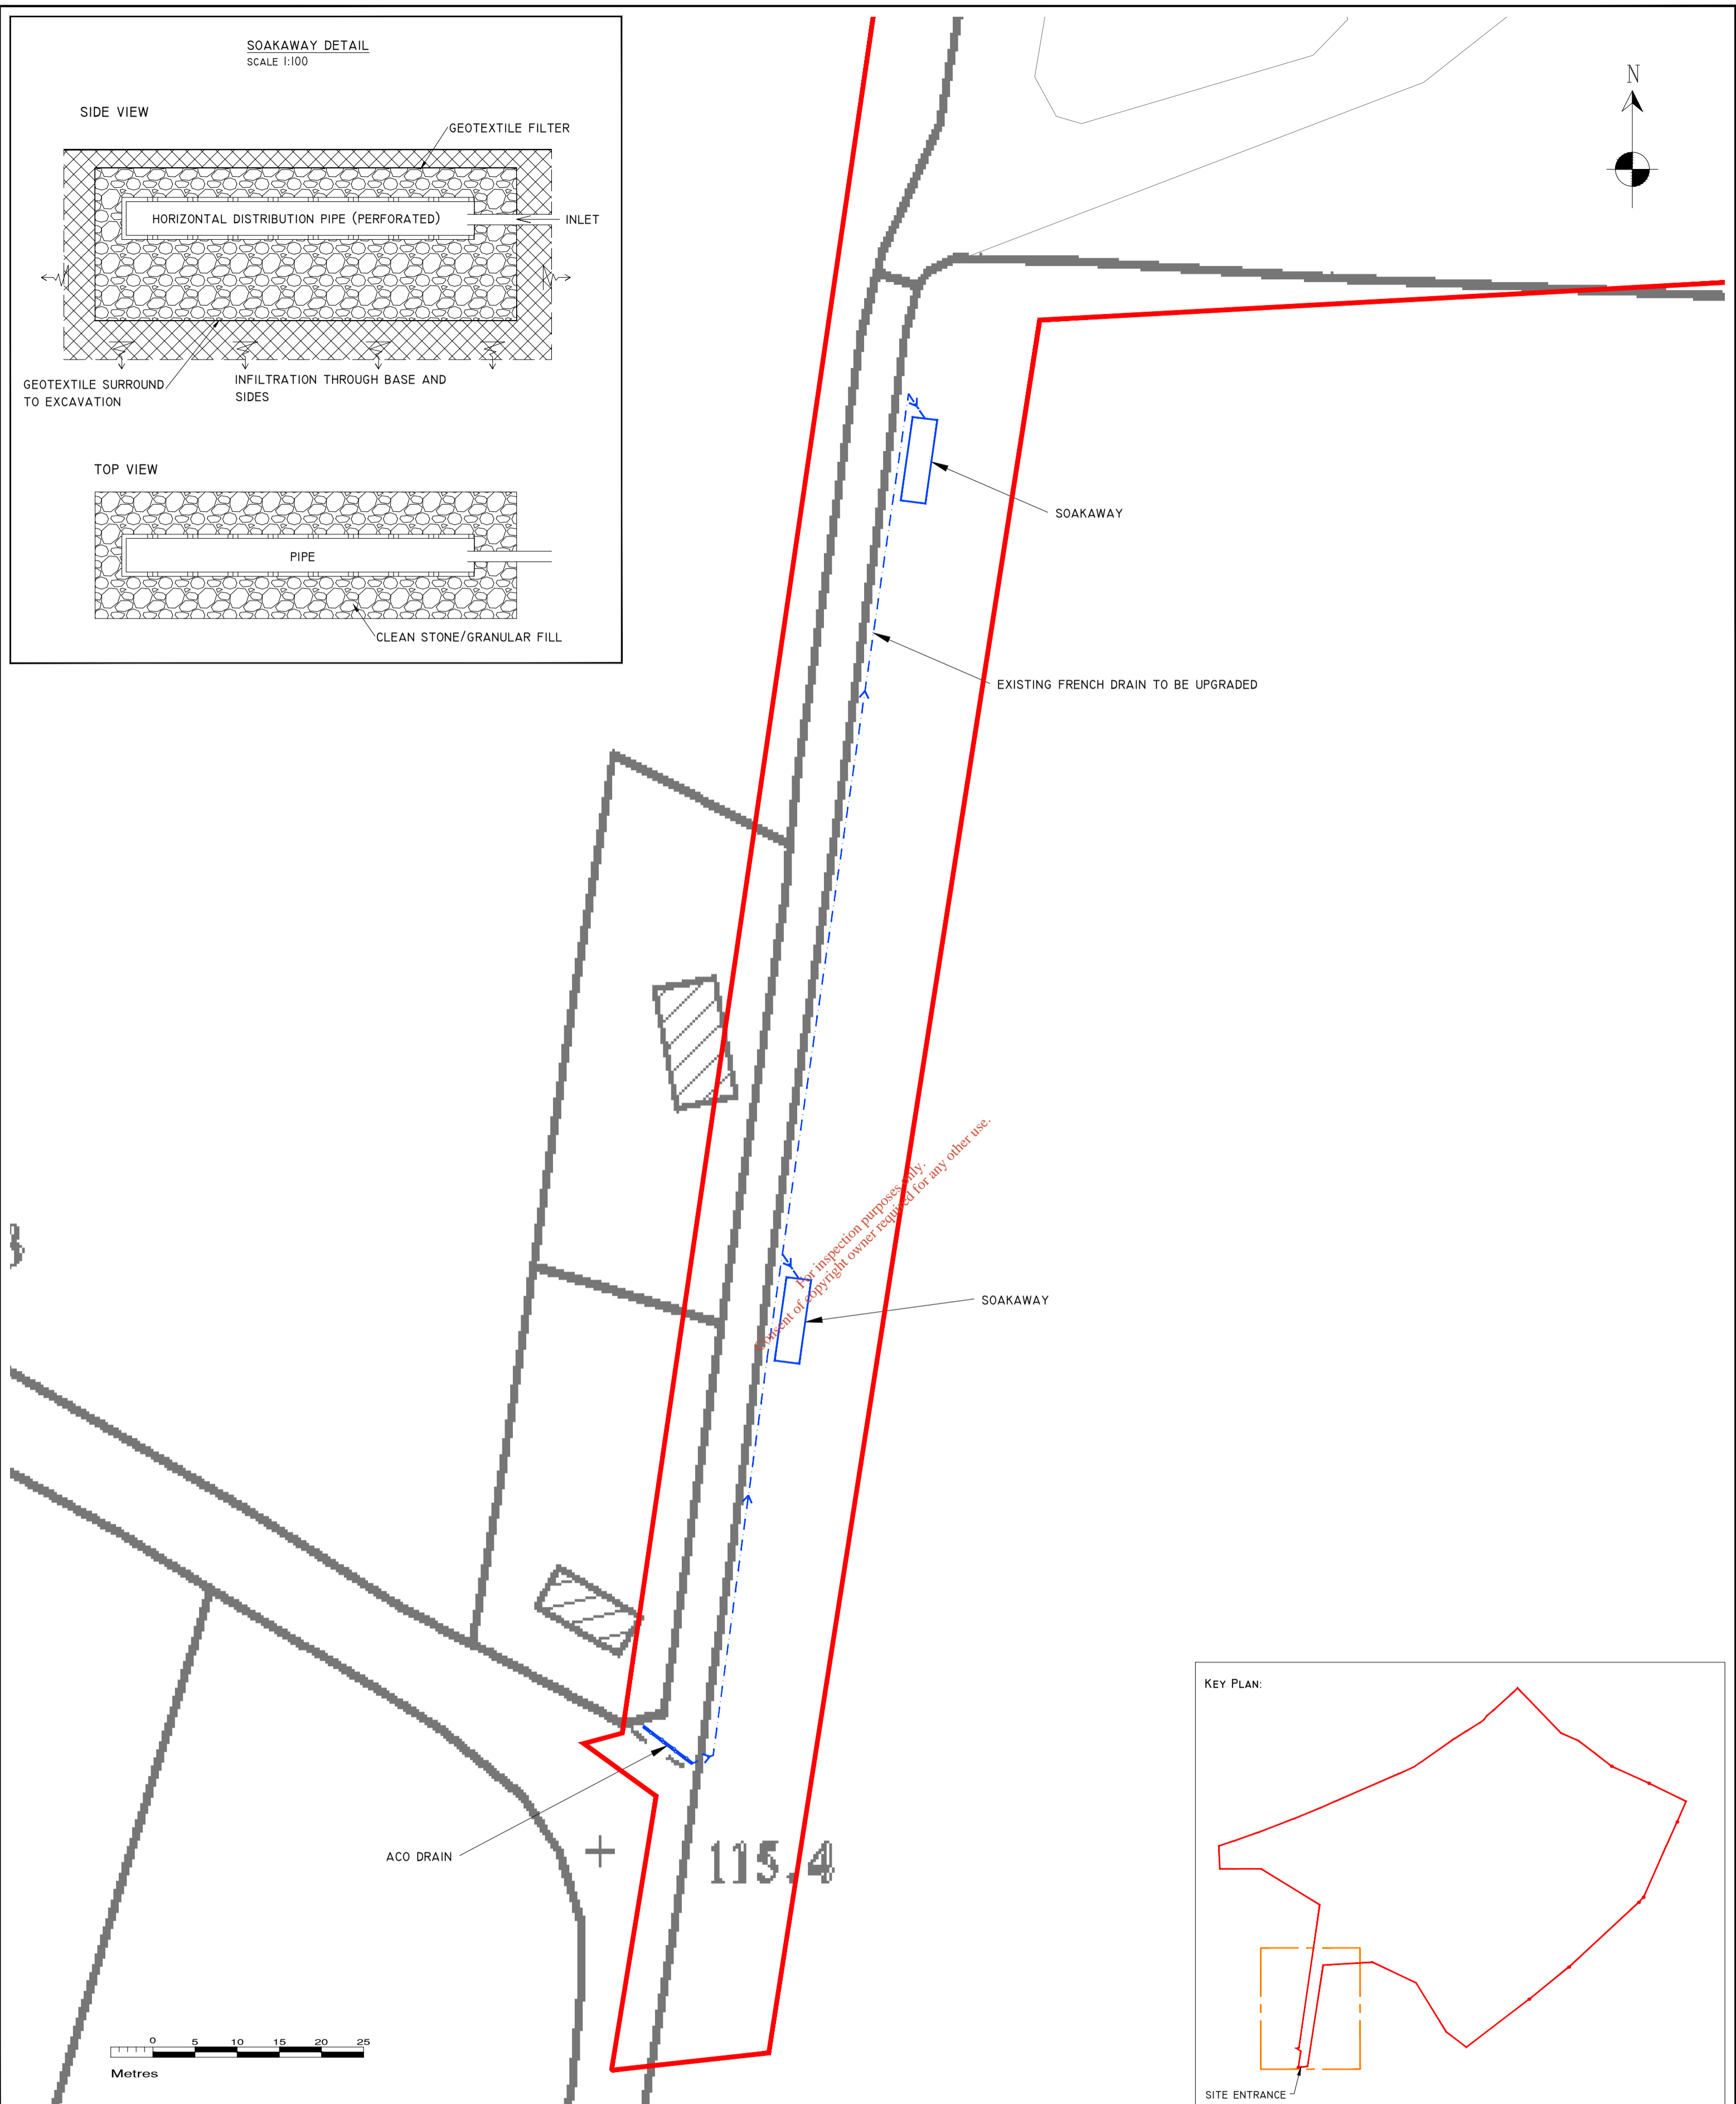 SOAKAWAY DETAIL
SCALE 1:100
SIDE VIEW
GEOTEXTILE FILTER
HORIZONTAL DISTRIBUTION PIPE (PERFORATED)
INLET
GEOTEXTILE SURROUND
TO EXCAVATION
INFILTRATION THROUGH BASE AND
SIDES
TOP VIEW
PIPE
CLEAN STONE/GRANULAR FILL
N
SOAKAWAY
EXISTING FRENCH DRAIN TO BE UPGRADED
For inspection purposes only.
Consent of copyright owner required for any other use.
SOAKAWAY
ACO DRAIN
115.4
0 5 10 15 20 25
Metres
KEY PLAN:
SITE ENTRANCE